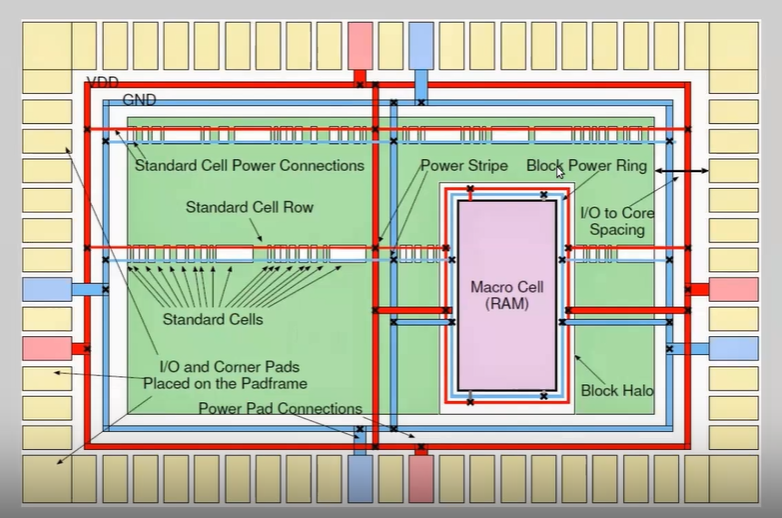 VDD
GND
Standard Cell Power Connections
Power Stripe
Block Power Ring
Standard Cell Row
I/O to Core
Spacing
Macro Cell
(RAM)
Standard Cells
I/O and Corner Pads
Placed on the Padframe
Block Halo
Power Pad Connections